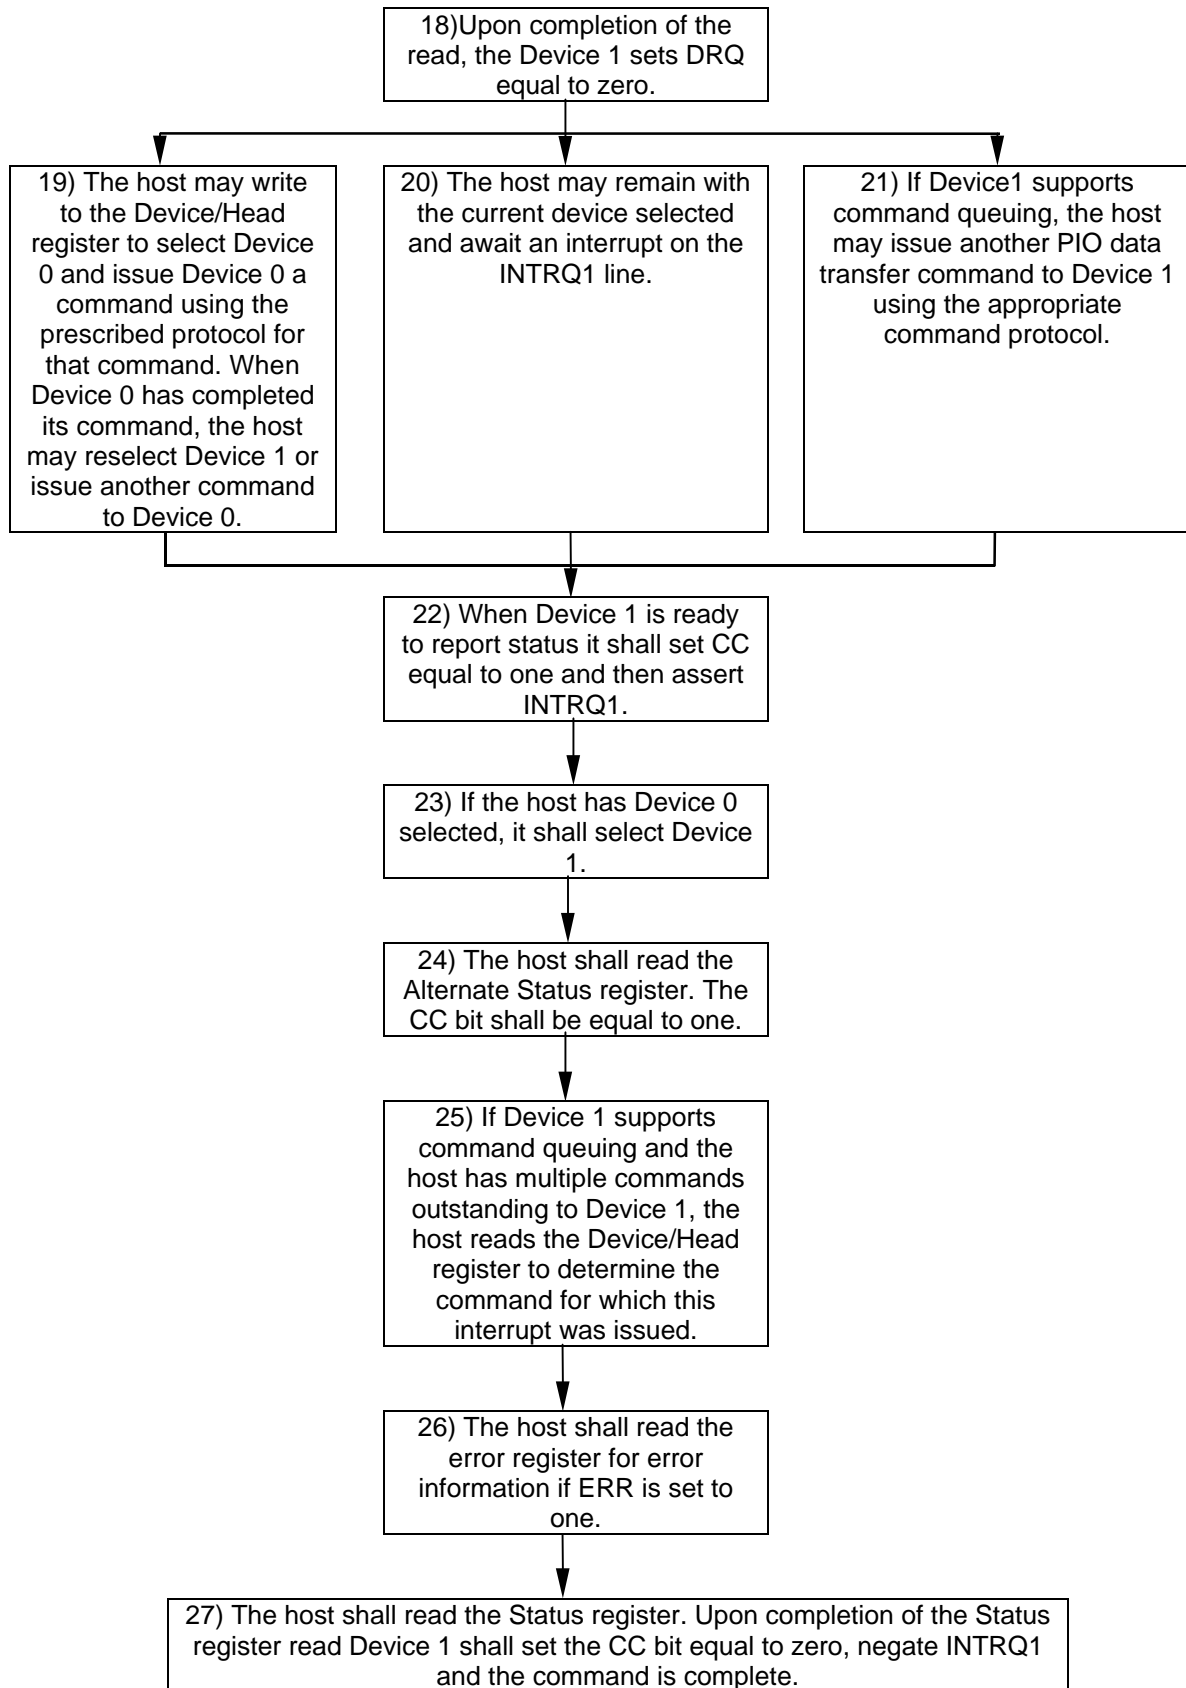 18)Upon completion of the
read, the Device 1 sets DRQ
equal to zero.
19) The host may write
to the Device/Head
register to select Device
0 and issue Device 0 a
command using the
prescribed protocol for
that command. When
Device 0 has completed
its command, the host
may reselect Device 1 or
issue another command
to Device 0.
20) The host may remain with
the current device selected
and await an interrupt on the
INTRQ1 line.
21) If Device1 supports
command queuing, the host
may issue another PIO data
transfer command to Device 1
using the appropriate
command protocol.
22) When Device 1 is ready
to report status it shall set CC
equal to one and then assert
INTRQ1.
23) If the host has Device 0
selected, it shall select Device
1.
24) The host shall read the
Alternate Status register. The
CC bit shall be equal to one.
25) If Device 1 supports
command queuing and the
host has multiple commands
outstanding to Device 1, the
host reads the Device/Head
register to determine the
command for which this
interrupt was issued.
26) The host shall read the
error register for error
information if ERR is set to
one.
27) The host shall read the Status register. Upon completion of the Status
register read Device 1 shall set the CC bit equal to zero, negate INTRQ1
and the command is complete.